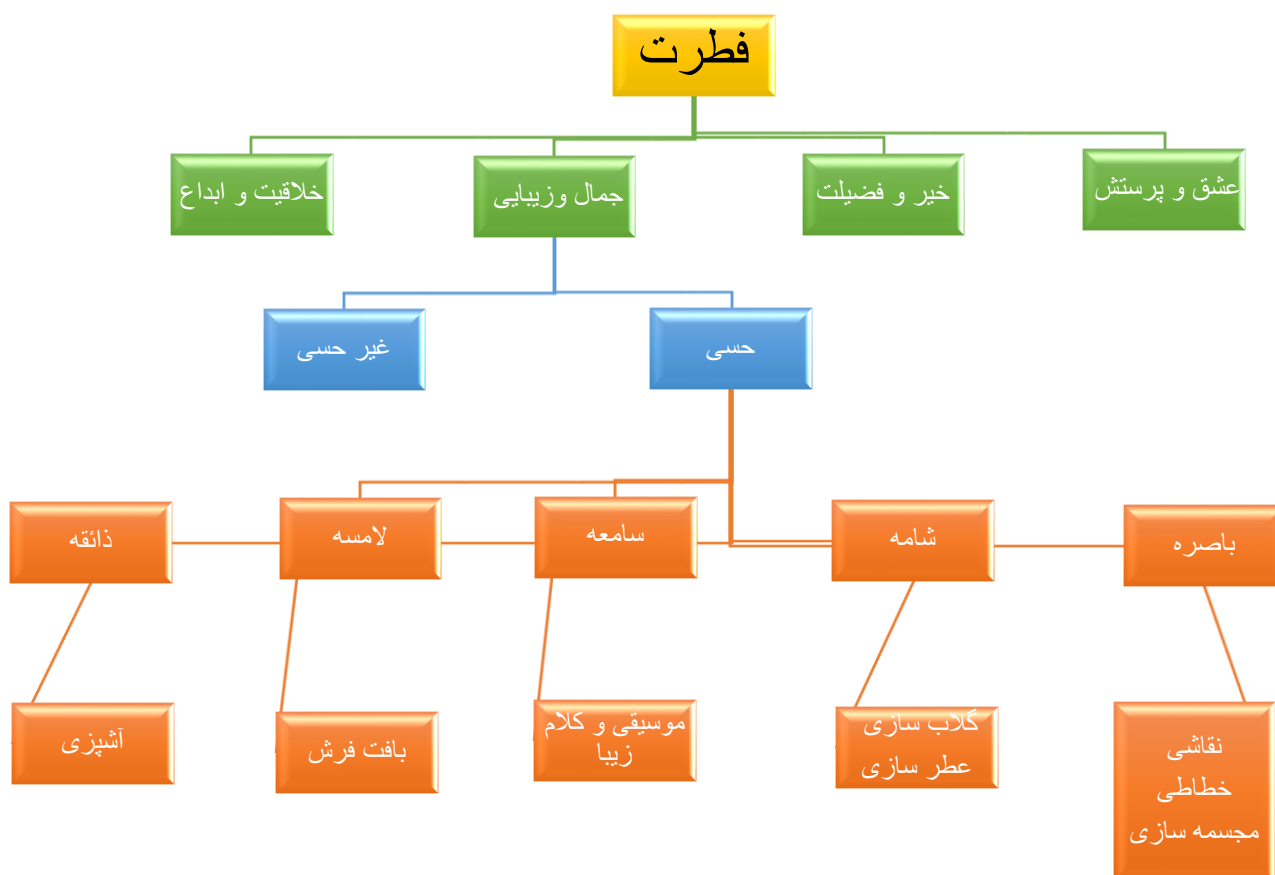 فطرت
عشق و پرستش
خیر و فضیلت
جمال وزیبایی
خلاقیت و ابداع
حسی
غیر حسی
باصره
شامه
سامعه
لامسه
ذائقه
نقاشی
خطاطی
مجسمه سازی
گلاب سازی
عطر سازی
موسیقی و کلام
زیبا
بافت فرش
آشپزی